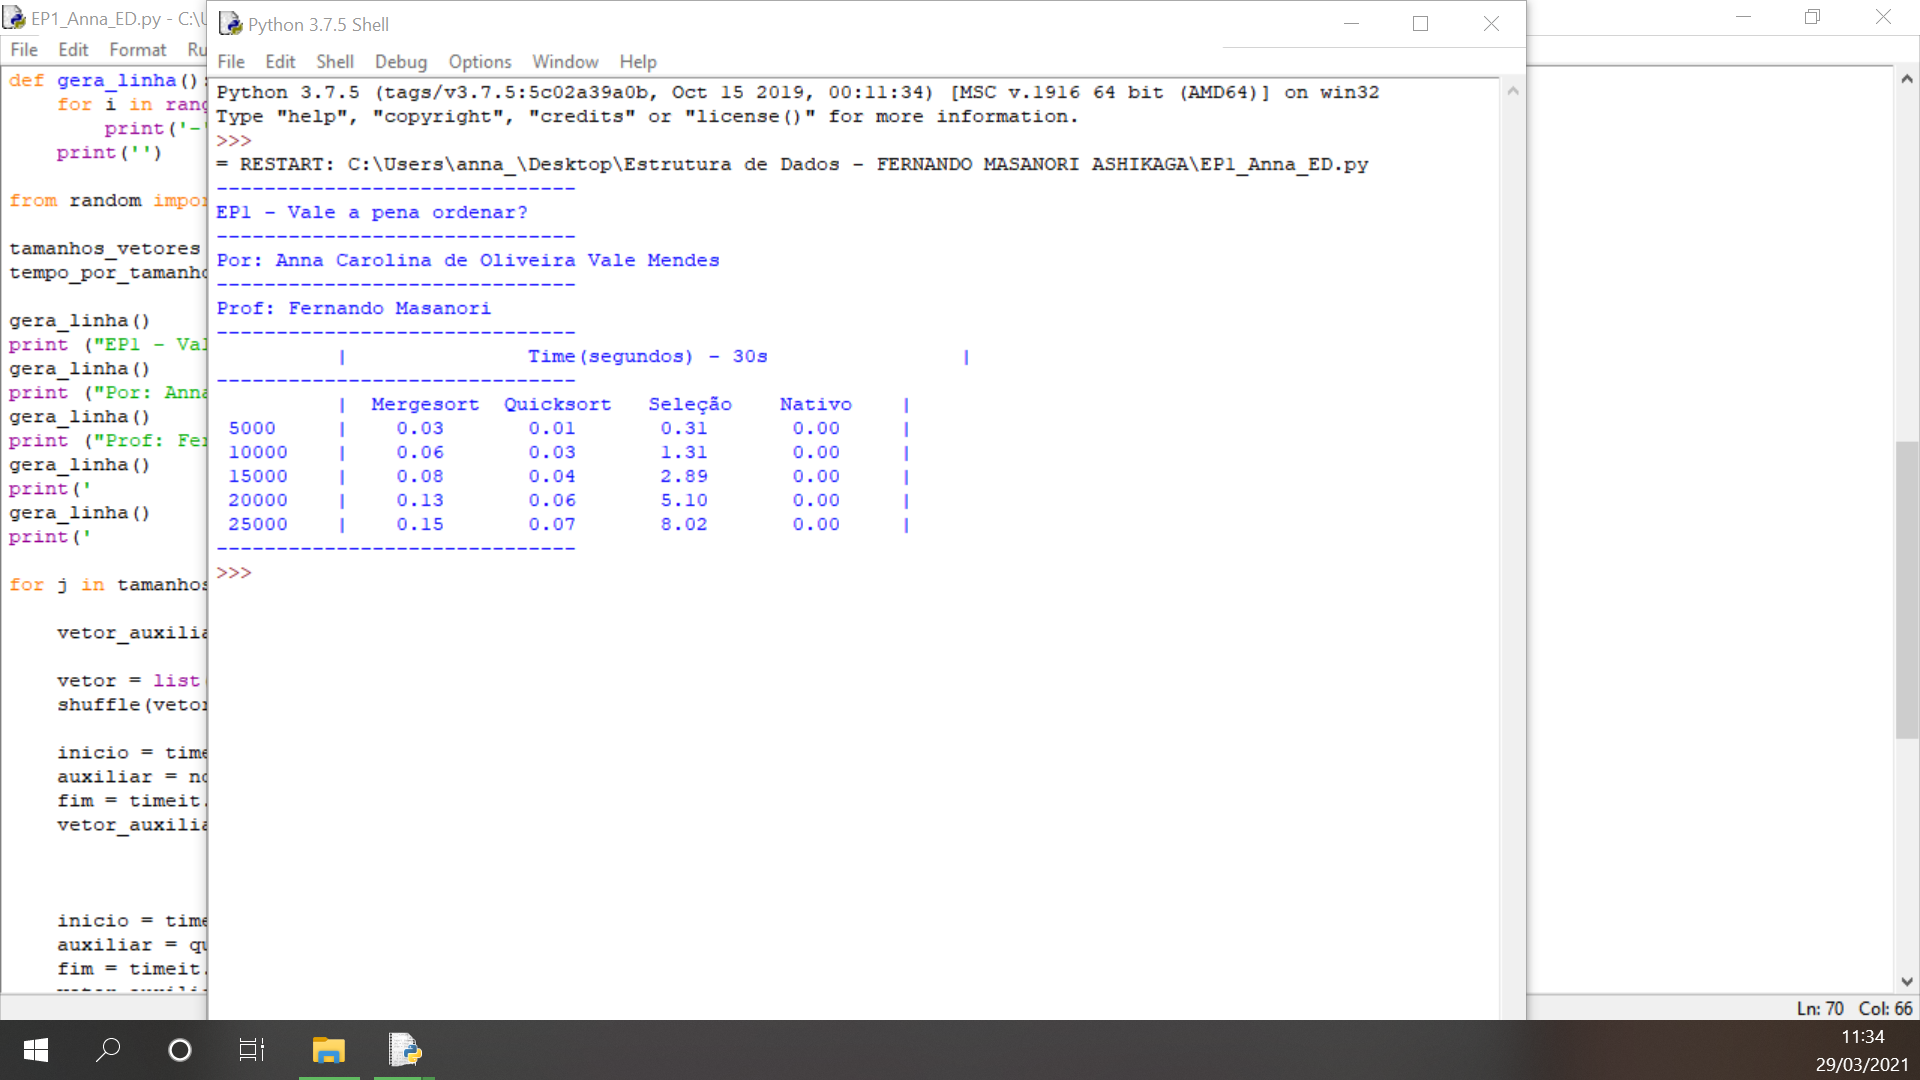 EP1_Anna_ED.py - C:\U
File Edit Format Ru
def gera_linha():
for i in rang
print('-'
print('')
from random impor
tamanhos_vetores
tempo_por_tamanho
gera_linha()
print ("EP1 - Val
gera_linha()
print ("Por: Anna
gera_linha()
print ("Prof: Fer
gera_linha()
print('
gera_linha()
print('
for j in tamanhos
vetor_auxilia
vetor = list(
shuffle(vetor
inicio = time
auxiliar = no
fim = timeit.
vetor_auxilia
inicio = time
auxiliar = qu
fim = timeit.
Python 3.7.5 Shell
File Edit Shell Debug Options Window Help
Python 3.7.5 (tags/v3.7.5:5c02a39a0b, Oct 15 2019, 00:11:34) [MSC v.1916 64 bit (AMD64)] on win32
Type "help", "copyright", "credits" or "license()" for more information.
>>>
= RESTART: C:\Users\anna_\Desktop\Estrutura de Dados - FERNANDO MASANORI ASHIKAGA\EP1_Anna_ED.py
------------------------------
EP1 - Vale a pena ordenar?
------------------------------
Por: Anna Carolina de Oliveira Vale Mendes
------------------------------
Prof: Fernando Masanori
------------------------------
| Time(segundos) - 30s |
------------------------------
| Mergesort Quicksort Seleção Nativo |
5000 | 0.03 0.01 0.31 0.00 |
10000 | 0.06 0.03 1.31 0.00 |
15000 | 0.08 0.04 2.89 0.00 |
20000 | 0.13 0.06 5.10 0.00 |
25000 | 0.15 0.07 8.02 0.00 |
------------------------------
>>>
Ln: 70 Col: 66
11:34
29/03/2021